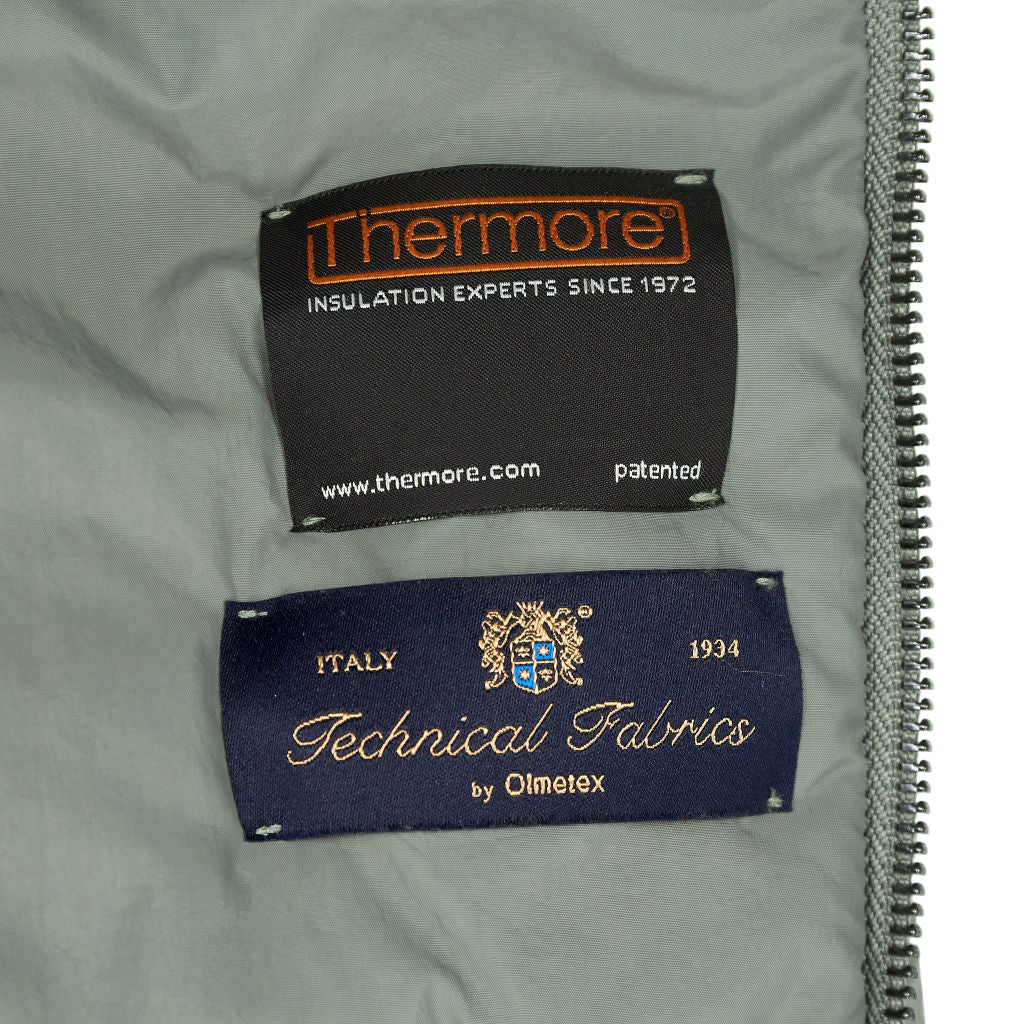 Thermore®
INSULATION EXPERTS SINCE 1972
www.thermore.com patented
ITALY 1934
Technical Fabrics
by Olmetex